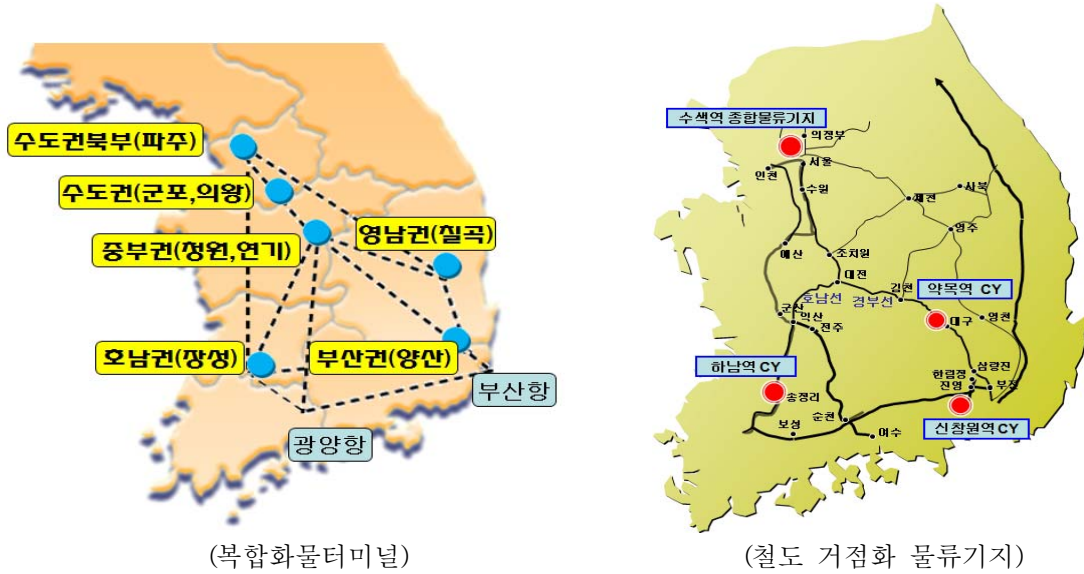 수도권북부(파주)
수도권(군포,의왕)
중부권(청원,연기)
영남권(칠곡)
호남권(장성)
부산권(양산)
부산항
광양항
(복합화물터미널)
수색역 종합물류기지
의정부
서울
인천
수원
제천
사북
영주
예산
조치원
대전
호남선
경부선
김천
약목역 CY
군산
익산
전주
대구
영천
하남역 CY
송정리
삼랑진
한림정
진영
부전
신창원역 CY
보성
순천
여수
(철도 거점화 물류기지)